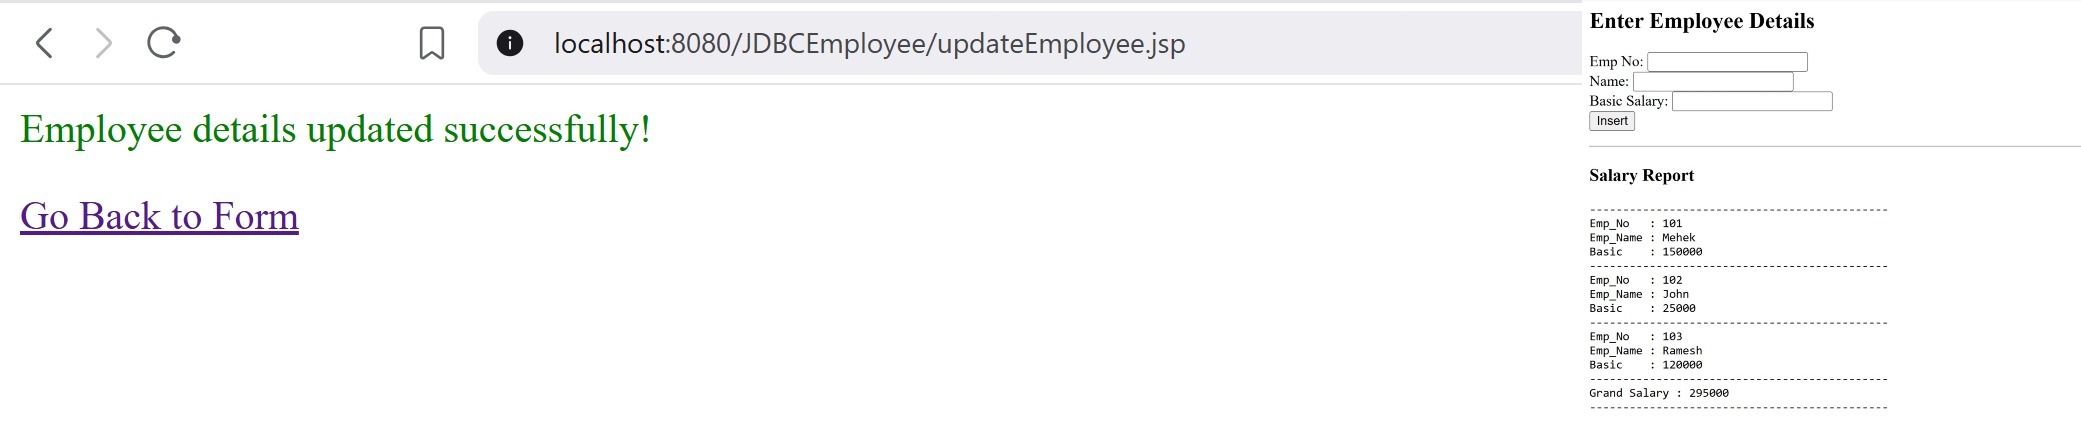 localhost:8080/JDBCEmployee/updateEmployee.jsp
Employee details updated successfully!
Go Back to Form
Enter Employee Details
Emp No:
Name:
Basic Salary:
Insert
Salary Report
---------------------------------------------
Emp_No   : 101
Emp_Name : Mehek
Basic    : 150000
---------------------------------------------
Emp_No   : 102
Emp_Name : John
Basic    : 25000
---------------------------------------------
Emp_No   : 103
Emp_Name : Ramesh
Basic    : 120000
---------------------------------------------
Grand Salary : 295000
---------------------------------------------